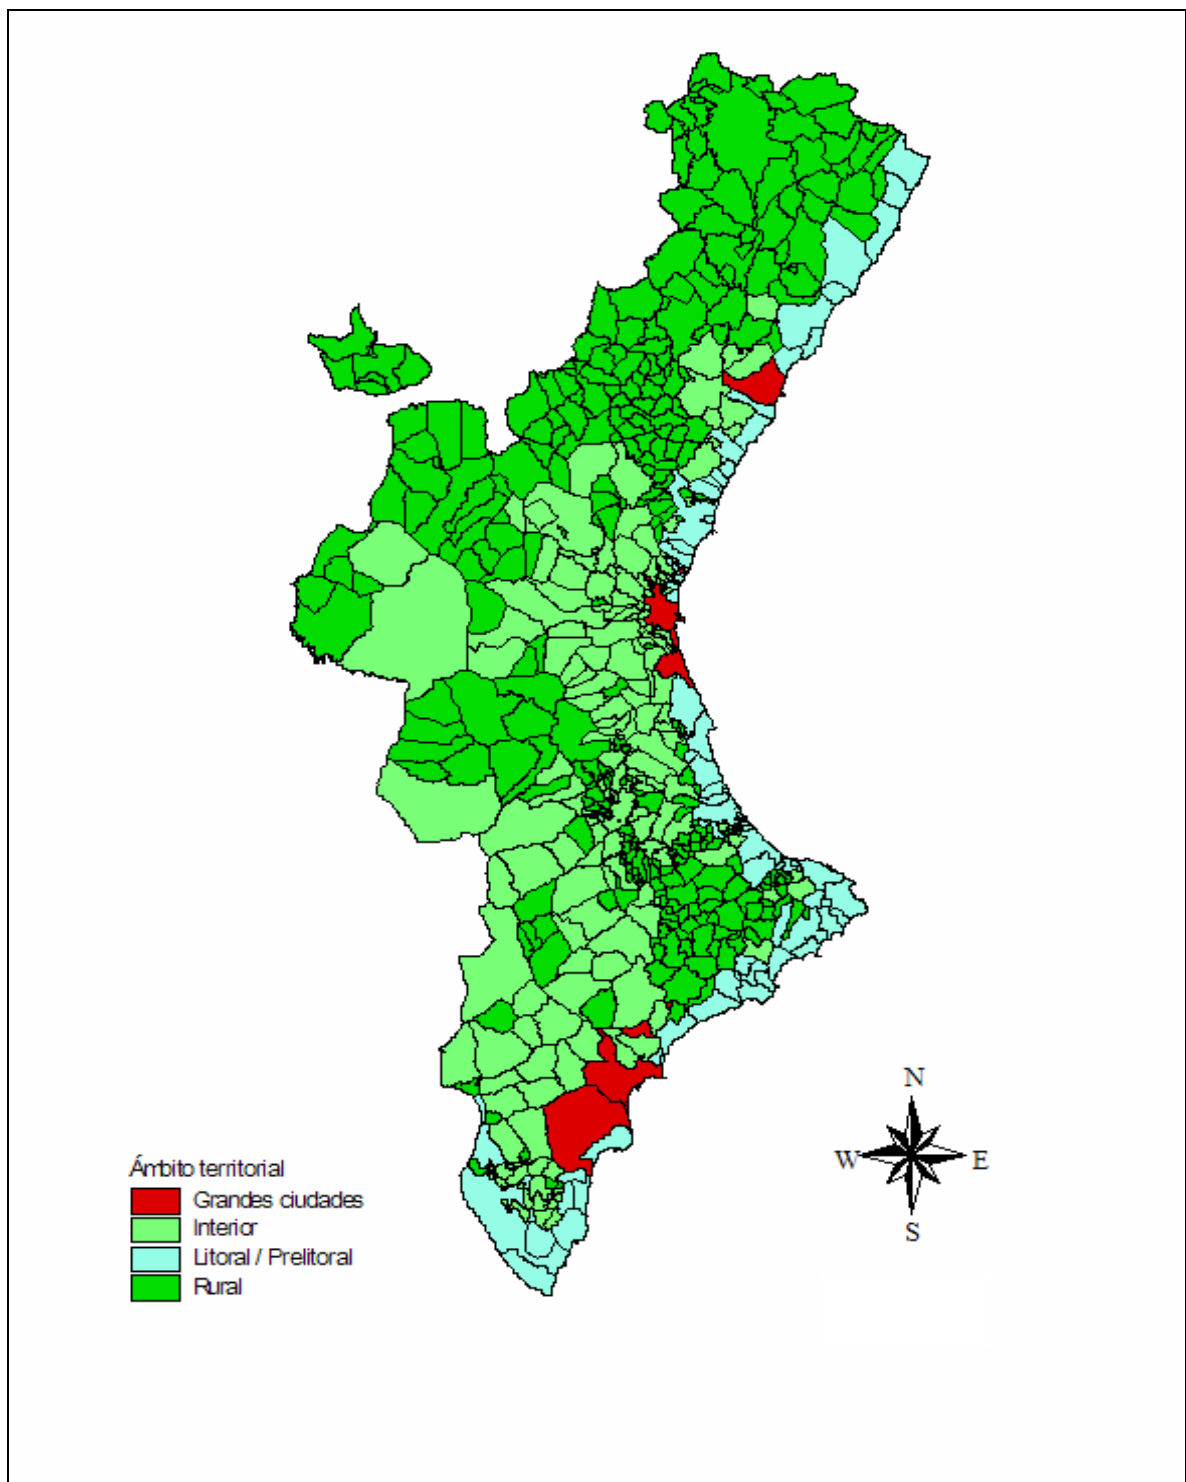 N
W
E
S
Ámbito territorial
Grandes ciudades
Interior
Litoral / Prelitoral
Rural